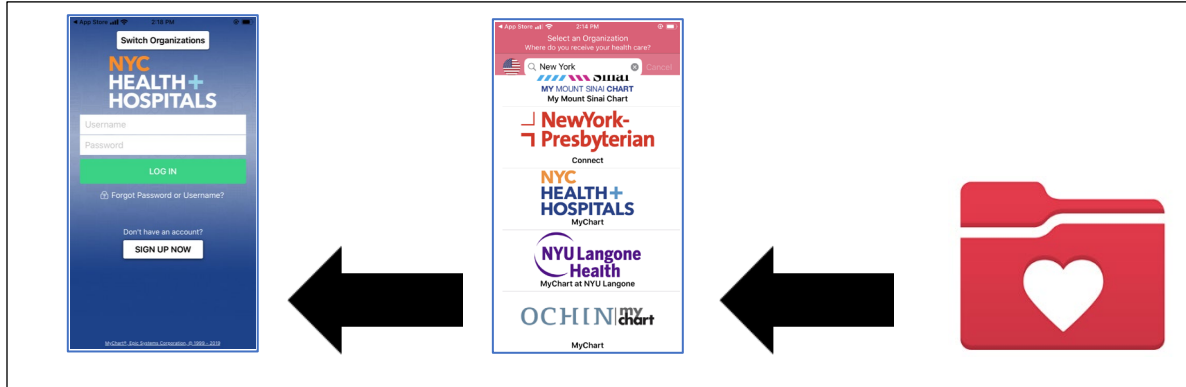 App Store
2:18 PM
Switch Organizations
NYC
HEALTH+
HOSPITALS
Username
Password
LOG IN
Forgot Password or Username?
Don't have an account?
SIGN UP NOW
MyChart®, Epic Systems Corporation, © 1999 - 2019
App Store
2:14 PM
Select an Organization
Where do you receive your health care?
New York
Cancel
Sinai
MY MOUNT SINAI CHART
My Mount Sinai Chart
NewYork-
Presbyterian
Connect
NYC
HEALTH+
HOSPITALS
MyChart
NYU Langone
Health
MyChart at NYU Langone
OCHIN my chart
MyChart